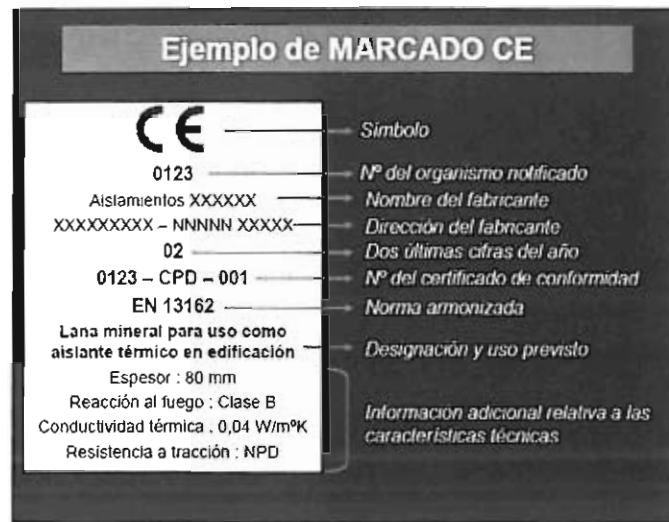 Ejemplo de MARCADO CE
CE
Símbolo
0123
Nº del organismo notificado
Aislamientos XXXXXX
Nombre del fabricante
XXXXXXXXX – NNNNN XXXXX
Dirección del fabricante
02
Dos últimas cifras del año
0123 – CPD – 001
Nº del certificado de conformidad
EN 13162
Norma armonizada
Lana mineral para uso como
aislante térmico en edificación
Designación y uso previsto
Espesor : 80 mm
Reacción al fuego : Clase B
Conductividad térmica . 0,04 W/mºK
Resistencia a tracción : NPD
Información adicional relativa a las
características técnicas